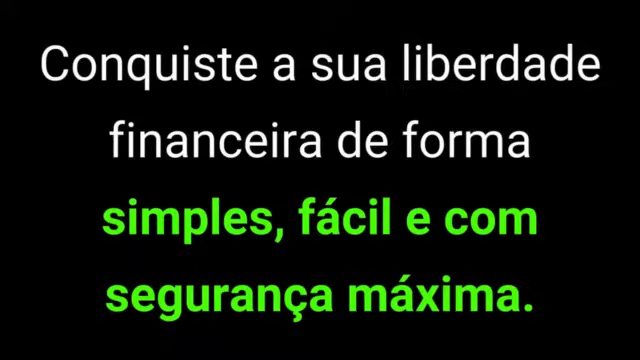 Conquiste a sua liberdade
financeira de forma
simples, fácil e com
segurança máxima.